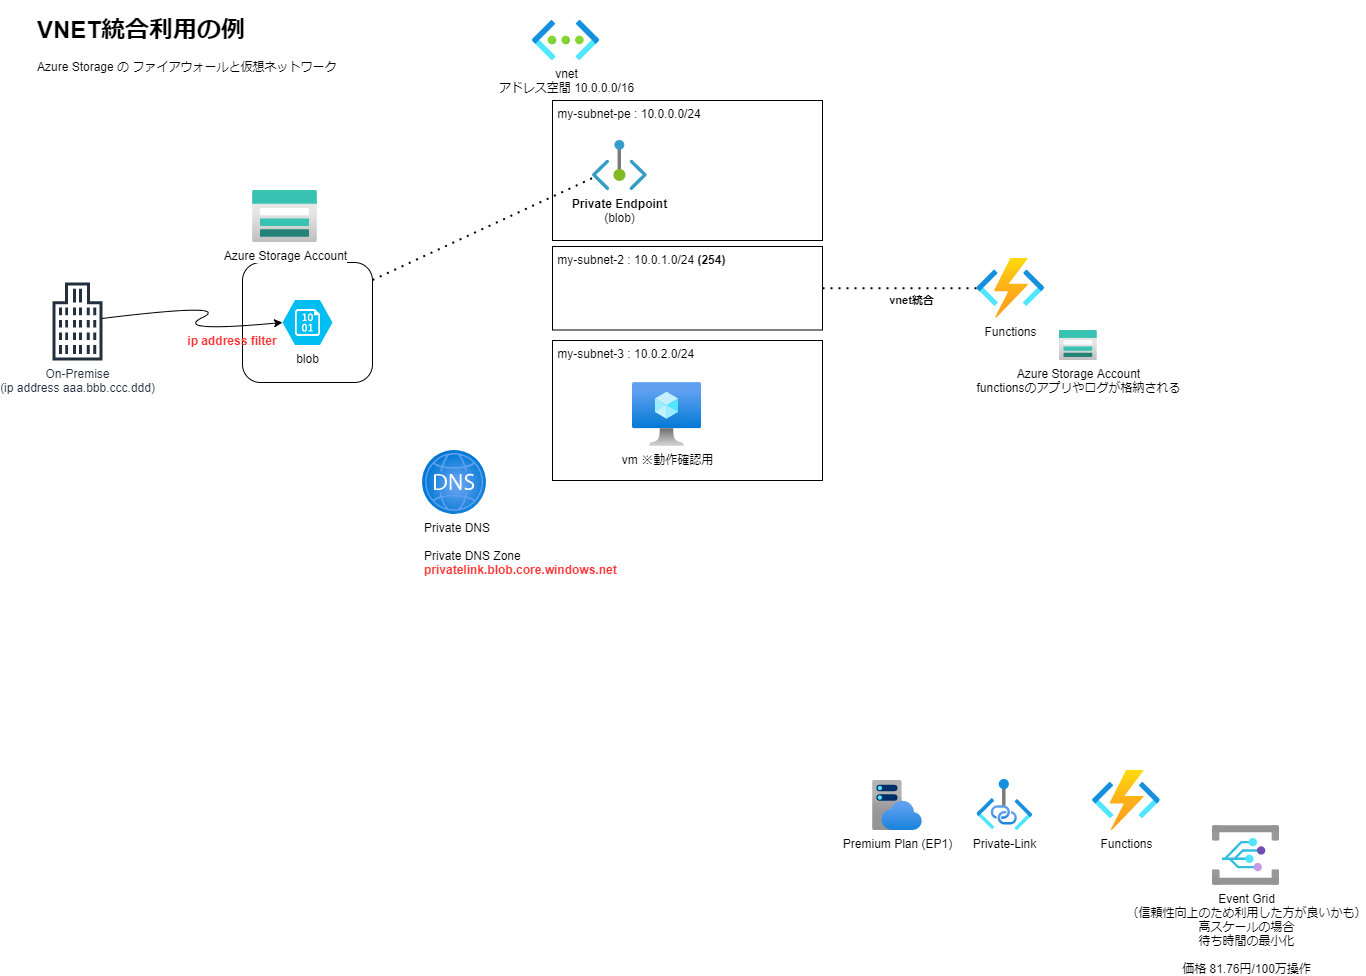 VNET統合利用の例
Azure Storage の ファイアウォールと仮想ネットワーク
vnet
アドレス空間 10.0.0.0/16
my-subnet-pe : 10.0.0.0/24
Private Endpoint
(blob)
Azure Storage Account
my-subnet-2 : 10.0.1.0/24 (254)
vnet統合
Functions
10
01
ip address filter
blob
On-Premise
(ip address aaa.bbb.ccc.ddd)
my-subnet-3 : 10.0.2.0/24
vm ※動作確認用
Azure Storage Account
functionsのアプリやログが格納される
DNS
Private DNS
Private DNS Zone
privatelink.blob.core.windows.net
Premium Plan (EP1)
Private-Link
Functions
Event Grid
（信頼性向上のため利用した方が良いかも）
高スケールの場合
待ち時間の最小化
価格 81.76円/100万操作